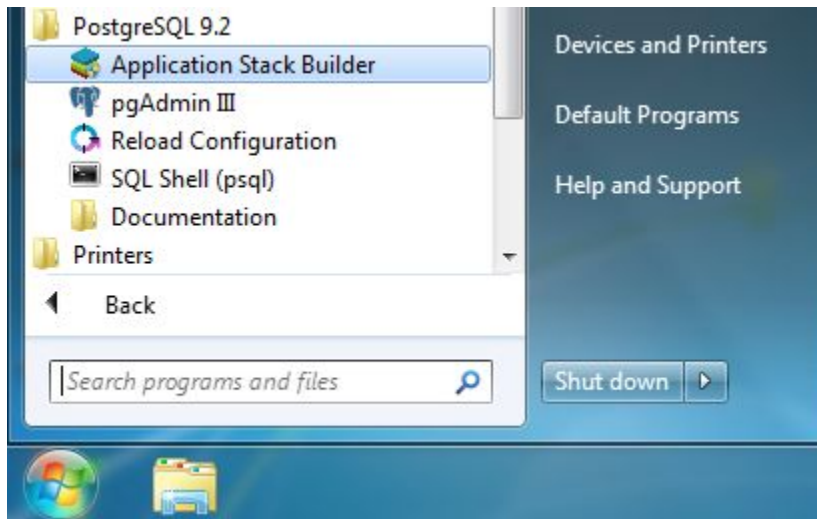 PostgreSQL 9.2
Application Stack Builder
pgAdmin III
Reload Configuration
SQL Shell (psql)
Documentation
Printers
Back
Search programs and files
Devices and Printers
Default Programs
Help and Support
Shut down